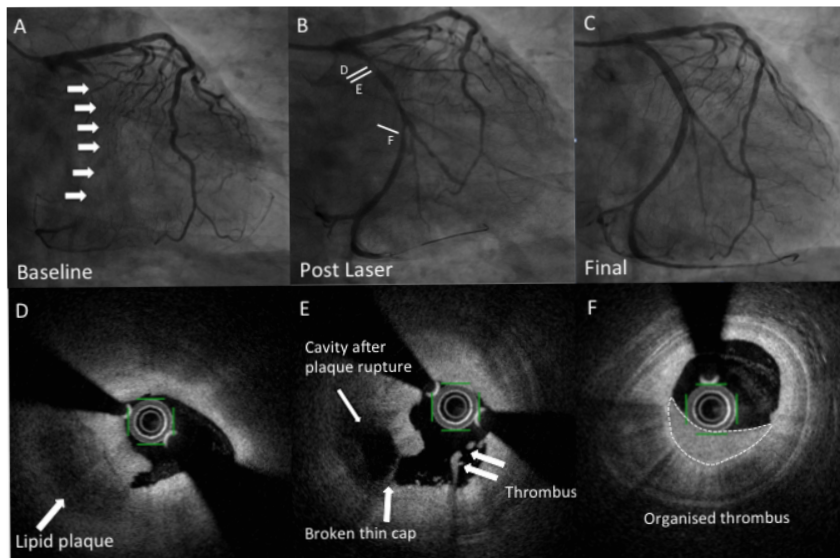 A
Baseline
B
D
E
F
Post Laser
C
Final
D
Lipid plaque
E
Cavity after
plaque rupture
Broken thin cap
Thrombus
F
Organised thrombus